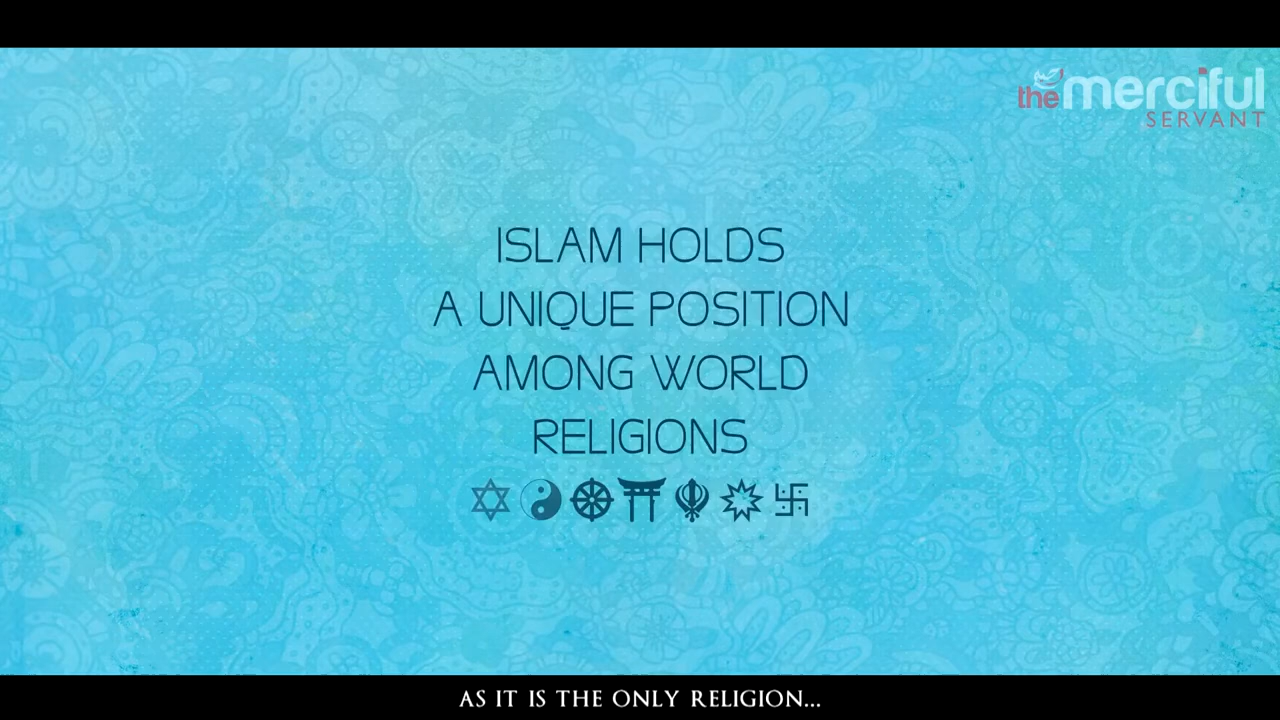 the merciful
SERVANT
ISLAM HOLDS
A UNIQUE POSITION
AMONG WORLD
RELIGIONS
AS IT IS THE ONLY RELIGION...